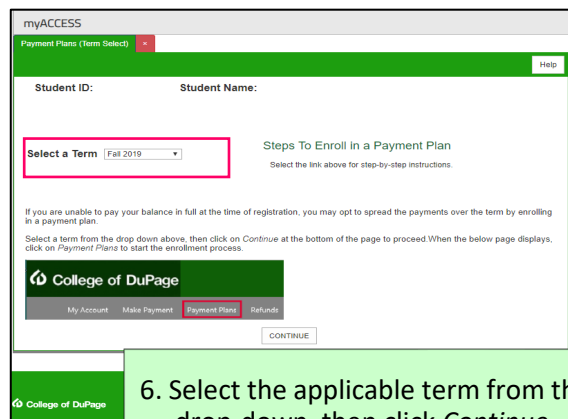 myACCESS
Payment Plans (Term Select) ×
Help
Student ID: Student Name:
Select a Term Fall 2019
Steps To Enroll in a Payment Plan
Select the link above for step-by-step instructions.
If you are unable to pay your balance in full at the time of registration, you may opt to spread the payments over the term by enrolling
in a payment plan.
Select a term from the drop down above, then click on Continue at the bottom of the page to proceed.When the below page displays,
click on Payment Plans to start the enrollment process.
College of DuPage
My Account Make Payment Payment Plans Refunds
CONTINUE
College of DuPage
6. Select the applicable term from th
drop down, then click Continue